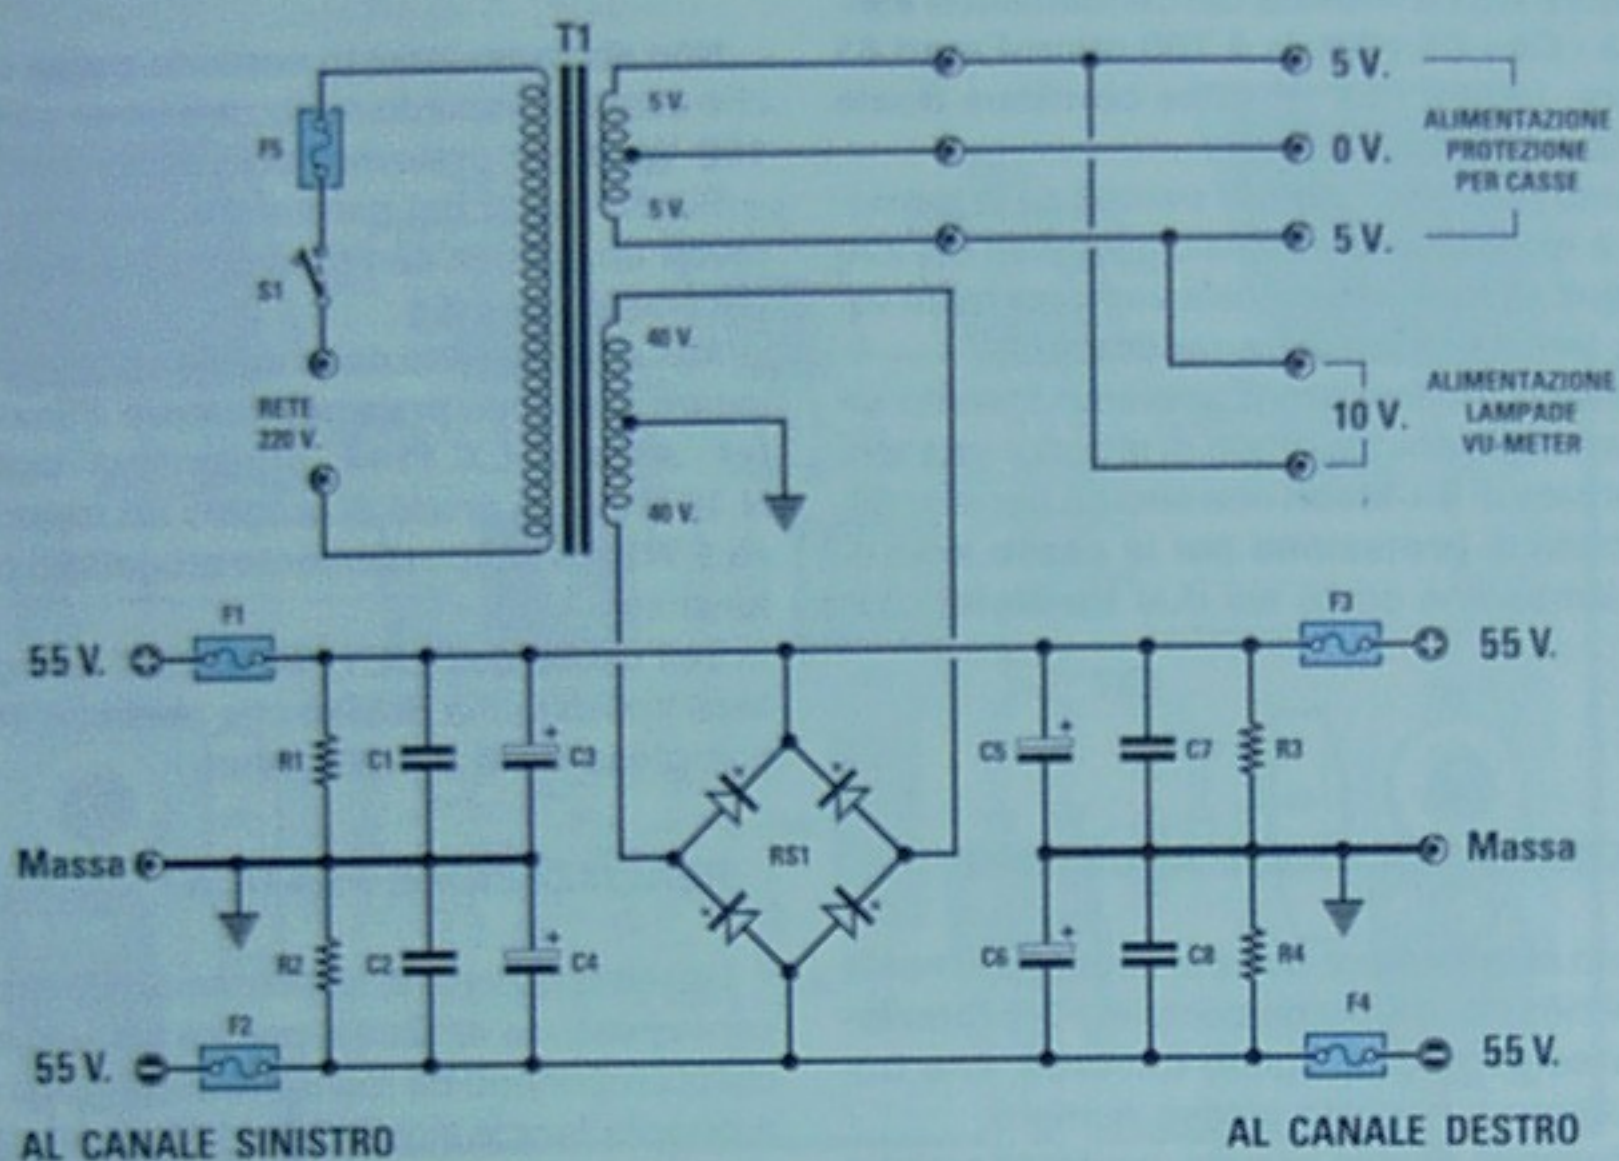 T1
5 V.
5 V.
5 V.
0 V.
5 V.
ALIMENTAZIONE
PROTEZIONE
PER CASSE
F5
S1
RETE
220 V.
40 V.
40 V.
10 V.
ALIMENTAZIONE
LAMPADE
VU-METER
F1
F3
55 V.
+
+
55 V.
R1
C1
+
C3
C5
+
C7
R3
RS1
Massa
Massa
R2
C2
+
C4
C6
+
C8
R4
F2
F4
55 V.
−
−
55 V.
AL CANALE SINISTRO
AL CANALE DESTRO